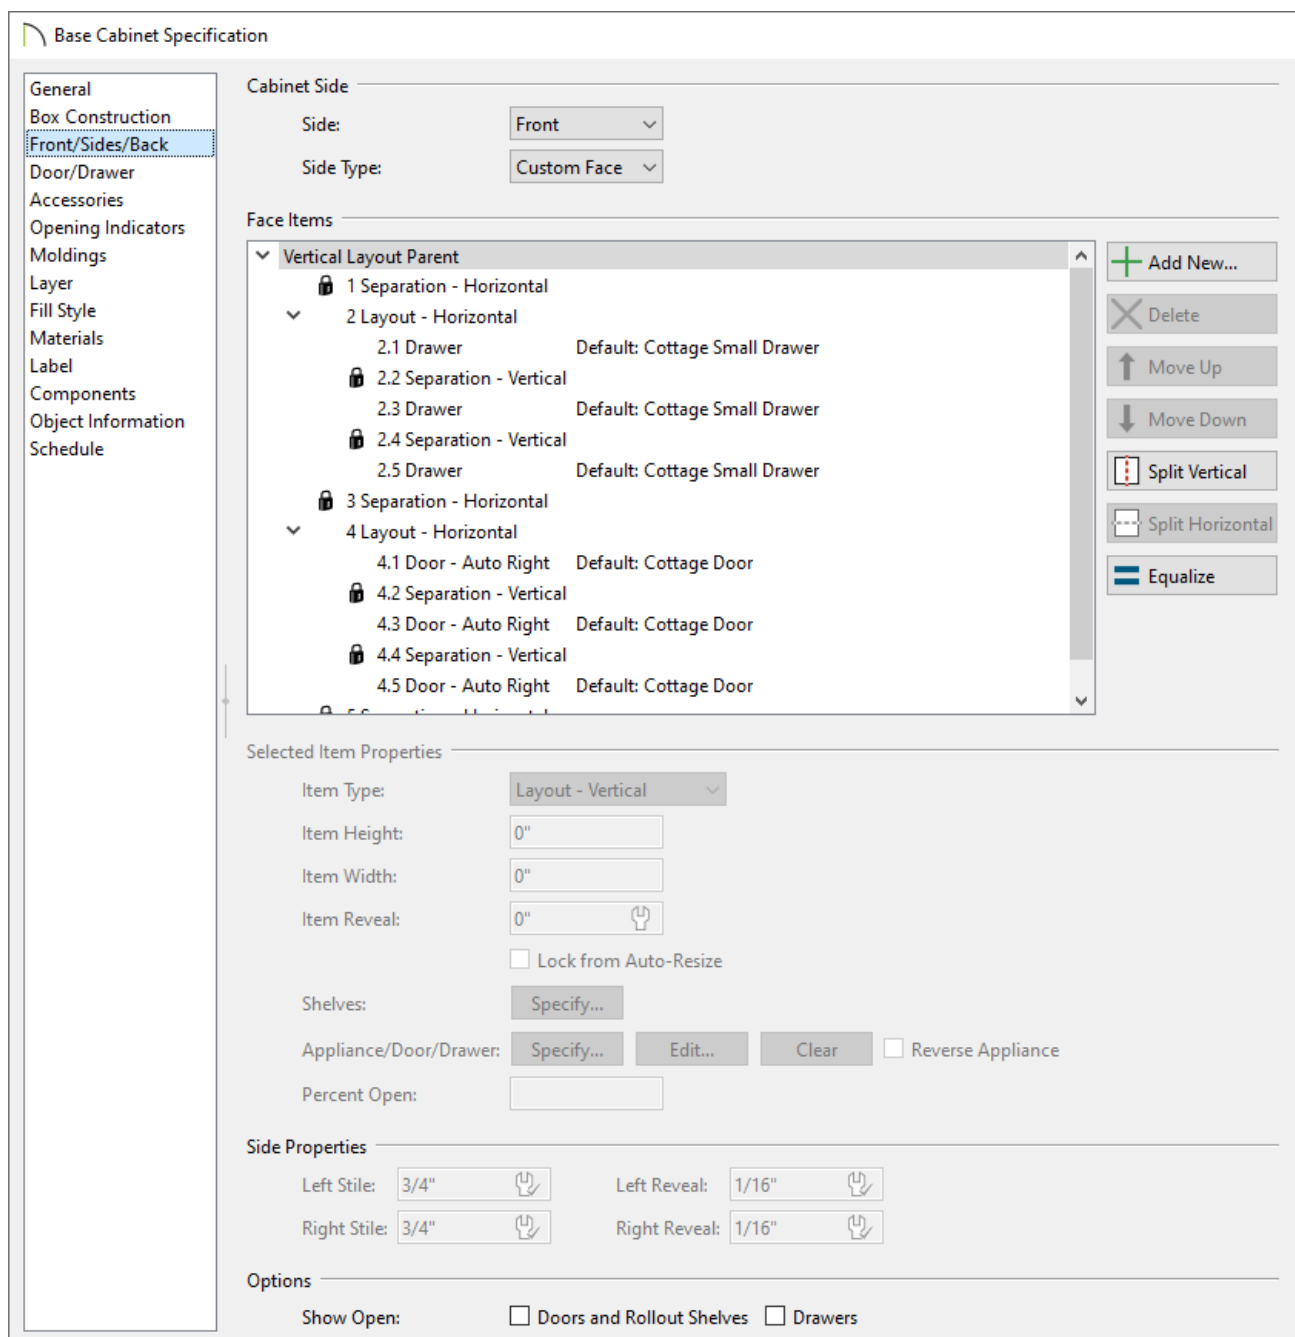 Base Cabinet Specification
General
Box Construction
Front/Sides/Back
Door/Drawer
Accessories
Opening Indicators
Moldings
Layer
Fill Style
Materials
Label
Components
Object Information
Schedule
Cabinet Side
Side: Front
Side Type: Custom Face
Face Items
Vertical Layout Parent
1 Separation - Horizontal
2 Layout - Horizontal
2.1 Drawer Default: Cottage Small Drawer
2.2 Separation - Vertical
2.3 Drawer Default: Cottage Small Drawer
2.4 Separation - Vertical
2.5 Drawer Default: Cottage Small Drawer
3 Separation - Horizontal
4 Layout - Horizontal
4.1 Door - Auto Right Default: Cottage Door
4.2 Separation - Vertical
4.3 Door - Auto Right Default: Cottage Door
4.4 Separation - Vertical
4.5 Door - Auto Right Default: Cottage Door
Add New...
Delete
Move Up
Move Down
Split Vertical
Split Horizontal
Equalize
Selected Item Properties
Item Type: Layout - Vertical
Item Height: 0"
Item Width: 0"
Item Reveal: 0"
Lock from Auto-Resize
Shelves: Specify...
Appliance/Door/Drawer: Specify... Edit... Clear Reverse Appliance
Percent Open:
Side Properties
Left Stile: 3/4" Left Reveal: 1/16"
Right Stile: 3/4" Right Reveal: 1/16"
Options
Show Open: Doors and Rollout Shelves Drawers